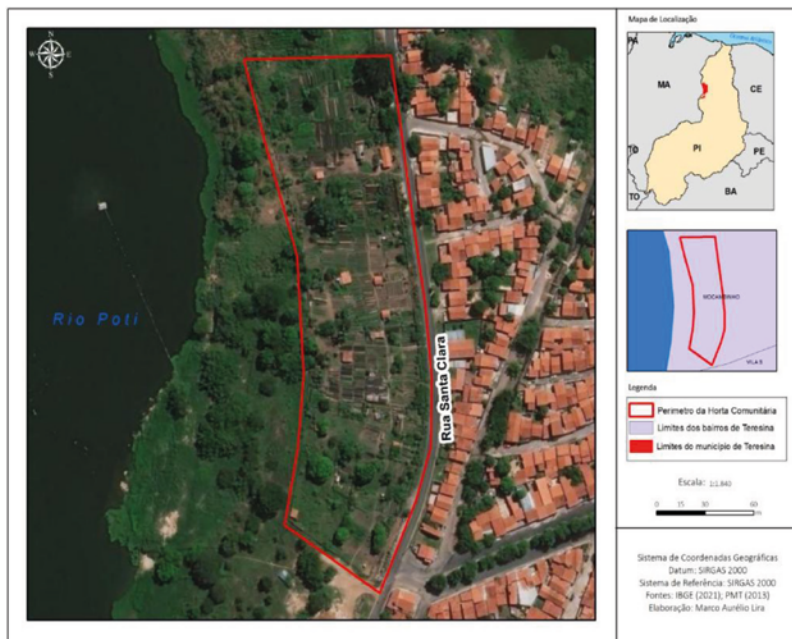 N
W
E
S
Rio Poti
Rua Santa Clara
Mapa de Localização
PA
MA
CE
TO
PI
PE
TO
BA
MOCAMBINHO
Legenda
Perímetro da Horta Comunitária
Limites dos bairros de Teresina
Limites do município de Teresina
Escala: 1:1.840
0 15 30 60
m
Sistema de Coordenadas Geográficas
Datum: SIRGAS 2000
Sistema de Referência: SIRGAS 2000
Fontes: IBGE (2021); PMT (2013)
Elaboração: Marco Aurélio Lira